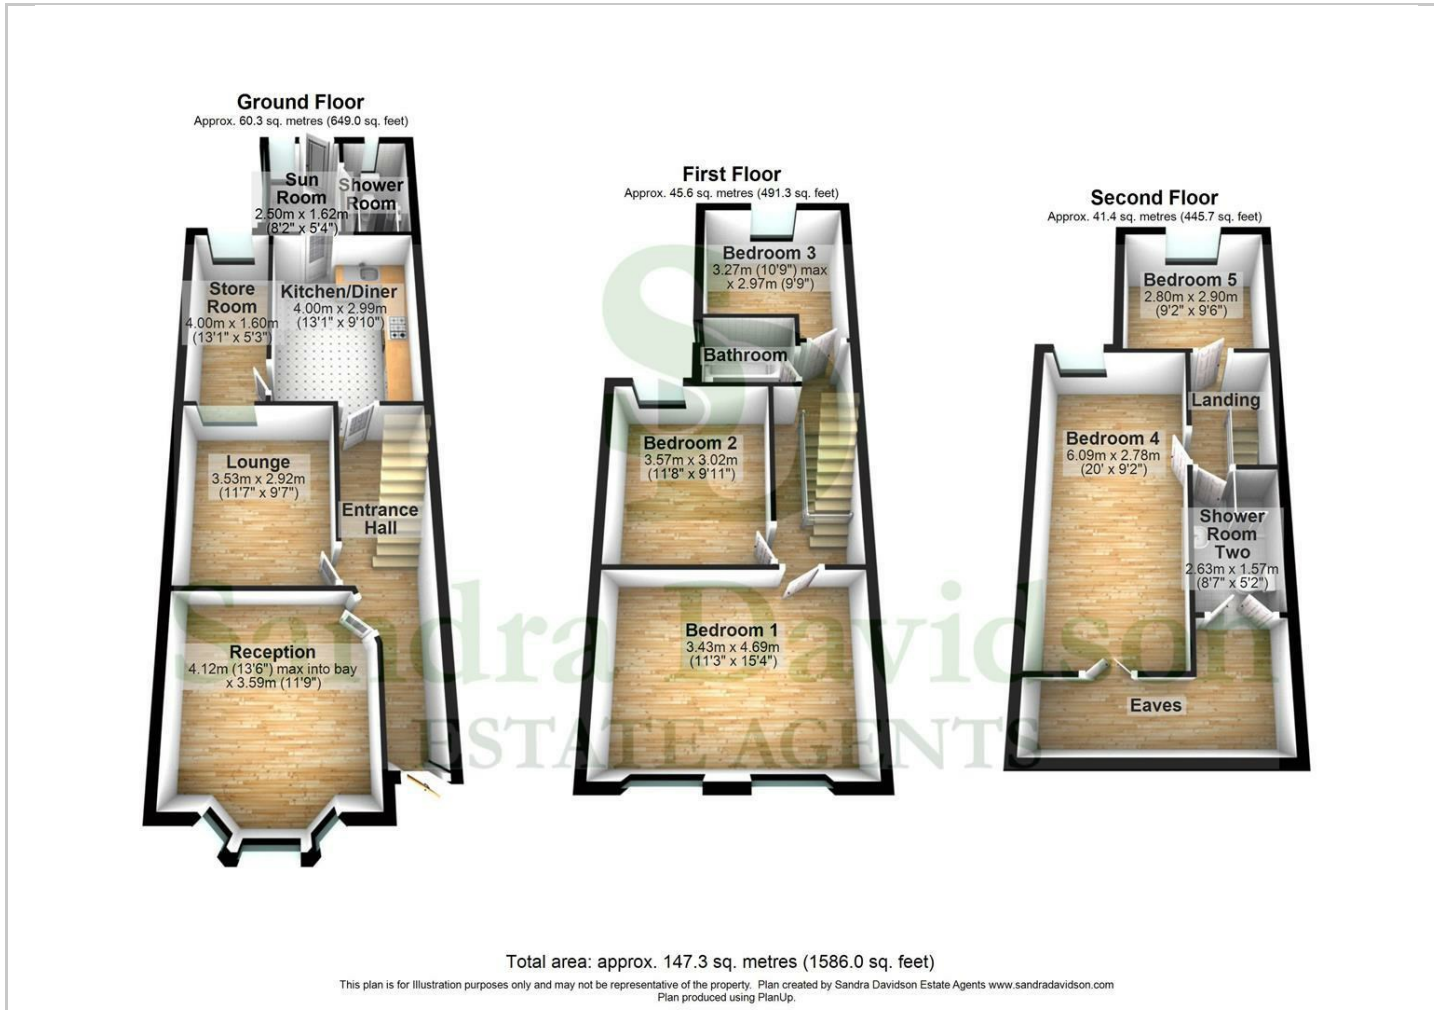 Ground Floor
Approx. 60.3 sq. metres (649.0 sq. feet)
Sun
Room
2.50m x 1.62m
(8'2" x 5'4")
Shower
Room
Store
Room
4.00m x 1.60m
(13'1" x 5'3")
Kitchen/Diner
4.00m x 2.99m
(13'1" x 9'10")
Lounge
3.53m x 2.92m
(11'7" x 9'7")
Entrance
Hall
Reception
4.12m (13'6") max into bay
x 3.59m (11'9")
First Floor
Approx. 45.6 sq. metres (491.3 sq. feet)
Bedroom 3
3.27m (10'9") max
x 2.97m (9'9")
Bathroom
Bedroom 2
3.57m x 3.02m
(11'8" x 9'11")
Bedroom 1
3.43m x 4.69m
(11'3" x 15'4")
Second Floor
Approx. 41.4 sq. metres (445.7 sq. feet)
Bedroom 5
2.80m x 2.90m
(9'2" x 9'6")
Landing
Bedroom 4
6.09m x 2.78m
(20' x 9'2")
Shower
Room
Two
2.63m x 1.57m
(8'7" x 5'2")
Eaves
Sandra Davidson
ESTATE AGENTS
Total area: approx. 147.3 sq. metres (1586.0 sq. feet)
This plan is for Illustration purposes only and may not be representative of the property. Plan created by Sandra Davidson Estate Agents www.sandradavidson.com
Plan produced using PlanUp.